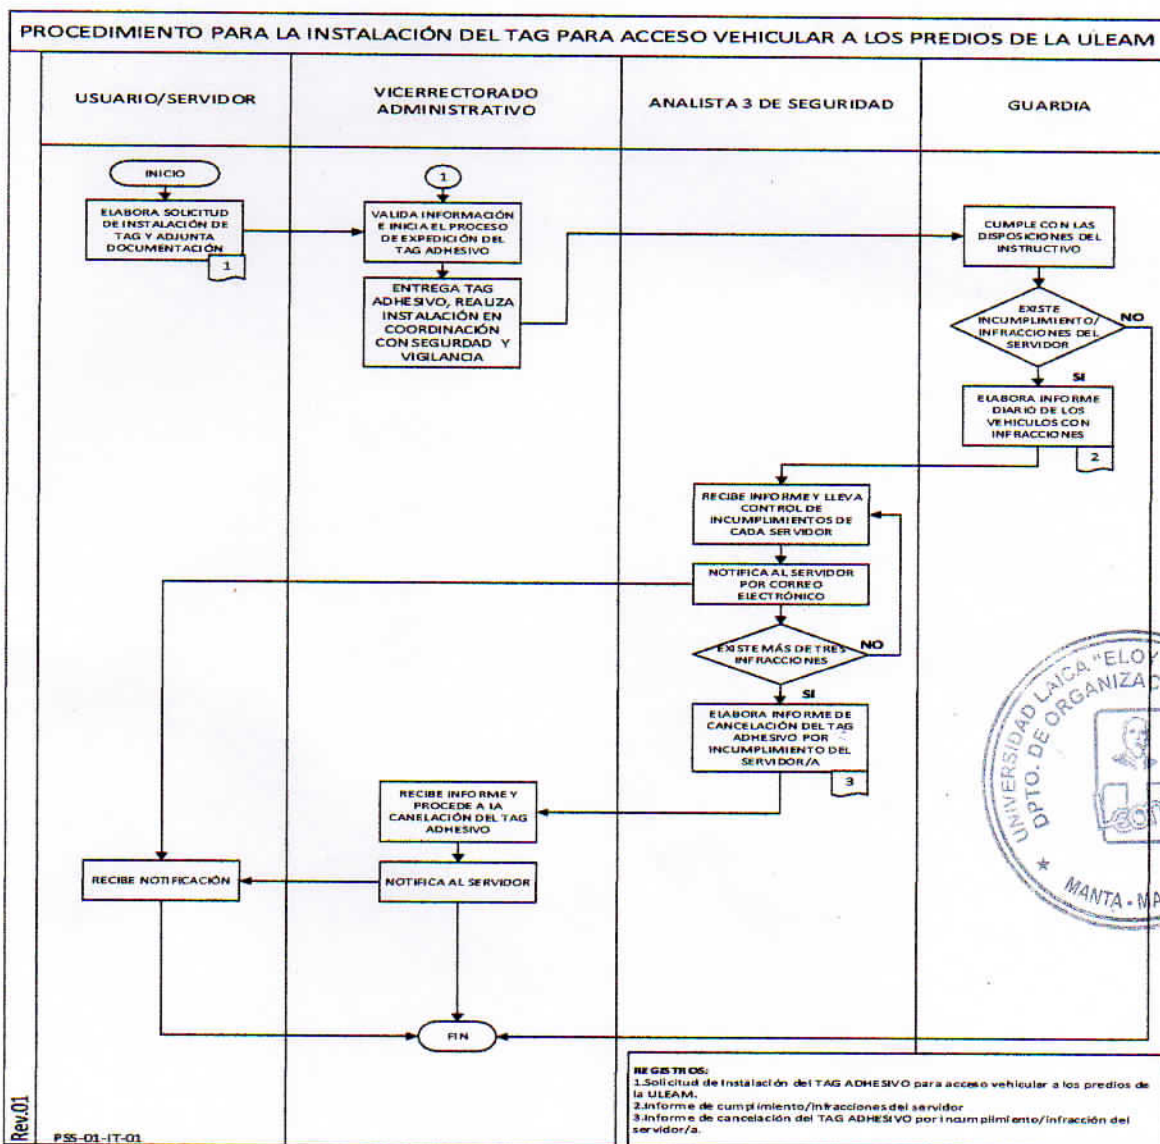 PROCEDIMIENTO PARA LA INSTALACIÓN DEL TAG PARA ACCESO VEHICULAR A LOS PREDIOS DE LA ULEAM
USUARIO/SERVIDOR
VICERRECTORADO
ADMINISTRATIVO
ANALISTA 3 DE SEGURIDAD
GUARDIA
INICIO
ELABORA SOLICITUD
DE INSTALACIÓN DE
TAG Y ADJUNTA
DOCUMENTACIÓN
1
1
VALIDA INFORMACIÓN
E INICIA EL PROCESO
DE EXPEDICIÓN DEL
TAG ADHESIVO
ENTREGA TAG
ADHESIVO, REALIZA
INSTALACIÓN EN
COORDINACIÓN
CON SEGURDAD Y
VIGILANCIA
CUMPLE CON LAS
DISPOSICIONES DEL
INSTRUCTIVO
EXISTE
INCUMPLIMIENTO/
INFRACCIONES DEL
SERVIDOR
NO
SI
ELABORA INFORME
DIARIO DE LOS
VEHICULOS CON
INFRACCIONES
2
RECIBE INFORME Y LLEVA
CONTROL DE
INCUMPLIMIENTOS DE
CADA SERVIDOR
NOTIFICA AL SERVIDOR
POR CORREO
ELECTRÓNICO
EXISTE MÁS DE TRES
INFRACCIONES
NO
SI
ELABORA INFORME DE
CANCELACIÓN DEL TAG
ADHESIVO POR
INCUMPLIMIENTO DEL
SERVIDOR/A
3
RECIBE INFORME Y
PROCEDE A LA
CANELACIÓN DEL TAG
ADHESIVO
RECIBE NOTIFICACIÓN
NOTIFICA AL SERVIDOR
FIN
UNIVERSIDAD LAICA "ELOY
DPTO. DE ORGANIZAC
MANTA - MA
REGISTROS:
1.Solicitud de Instalación del TAG ADHESIVO para acceso vehicular a los predios de
la ULEAM.
2.Informe de cumplimiento/infracciones del servidor
3.Informe de cancelación del TAG ADHESIVO por incumplimiento/infracción del
servidor/a.
Rev.01
PSS-01-IT-01